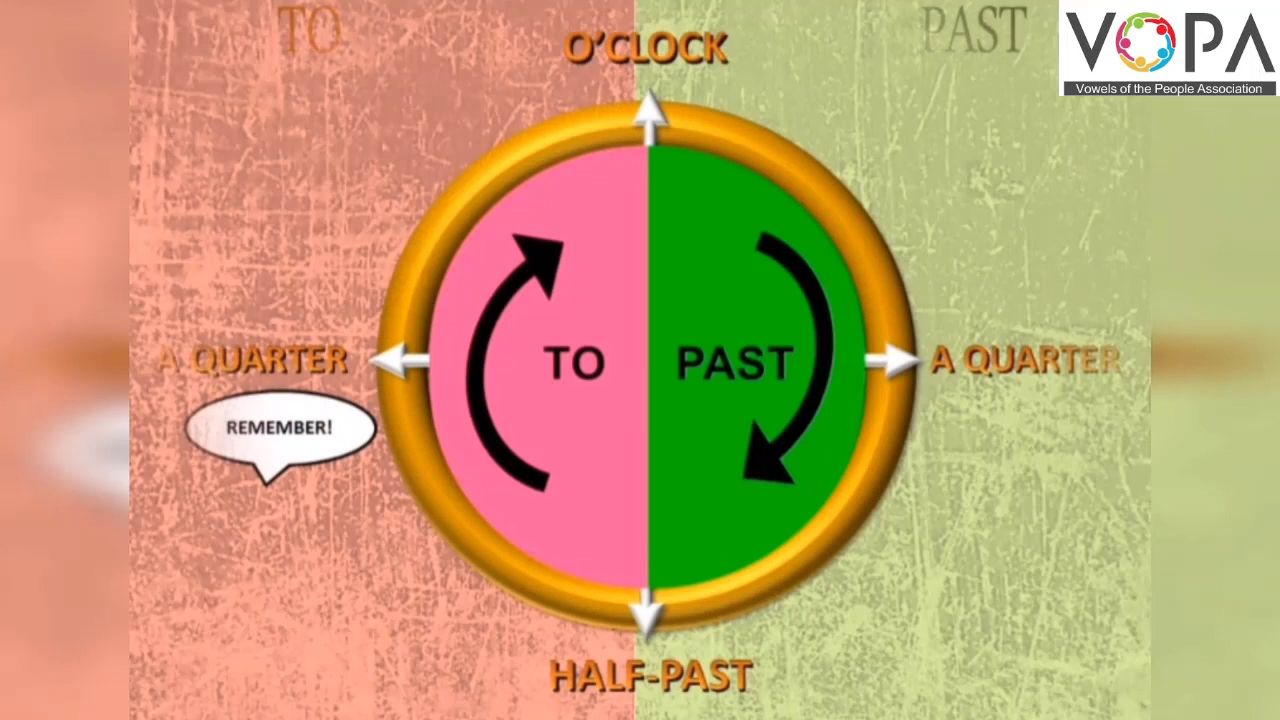 TO
PAST
VOPA
Vowels of the People Association
O'CLOCK
TO
PAST
A QUARTER
A QUARTER
REMEMBER!
HALF-PAST